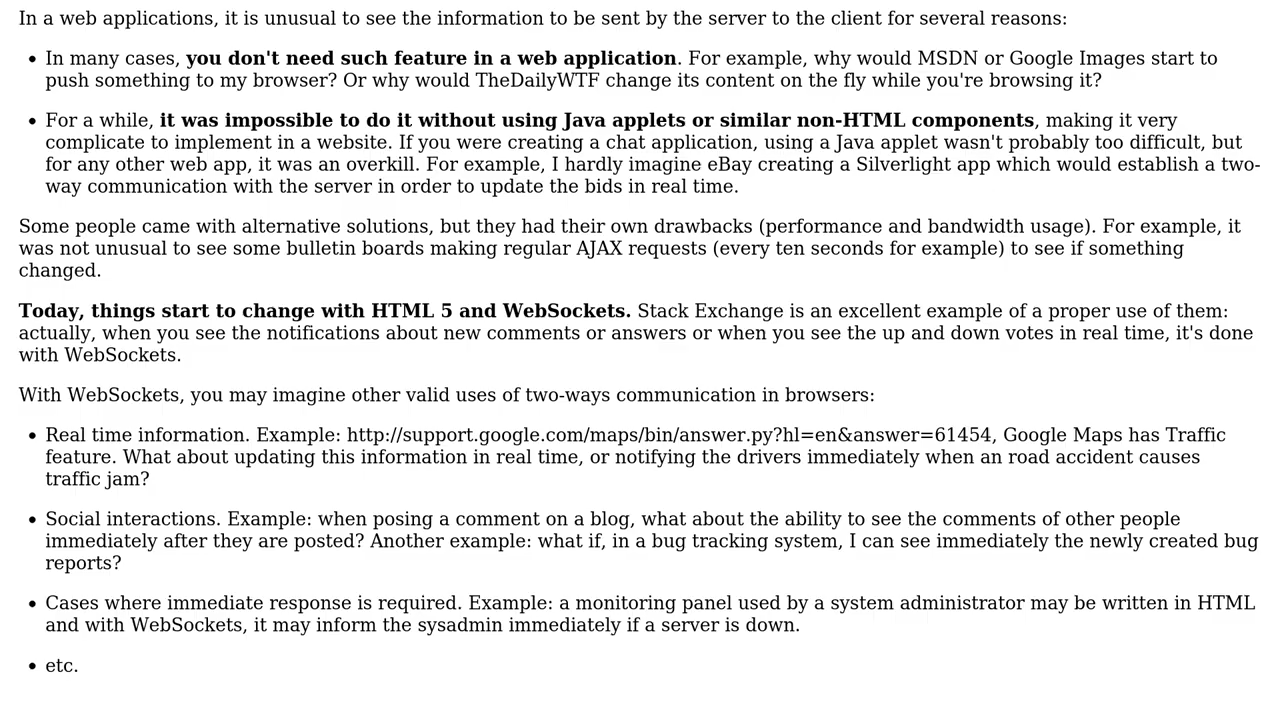 In a web applications, it is unusual to see the information to be sent by the server to the client for several reasons:
• In many cases, you don't need such feature in a web application. For example, why would MSDN or Google Images start to
push something to my browser? Or why would TheDailyWTF change its content on the fly while you're browsing it?
• For a while, it was impossible to do it without using Java applets or similar non-HTML components, making it very
complicate to implement in a website. If you were creating a chat application, using a Java applet wasn't probably too difficult, but
for any other web app, it was an overkill. For example, I hardly imagine eBay creating a Silverlight app which would establish a two-
way communication with the server in order to update the bids in real time.
Some people came with alternative solutions, but they had their own drawbacks (performance and bandwidth usage). For example, it
was not unusual to see some bulletin boards making regular AJAX requests (every ten seconds for example) to see if something
changed.
Today, things start to change with HTML 5 and WebSockets. Stack Exchange is an excellent example of a proper use of them:
actually, when you see the notifications about new comments or answers or when you see the up and down votes in real time, it's done
with WebSockets.
With WebSockets, you may imagine other valid uses of two-ways communication in browsers:
• Real time information. Example: http://support.google.com/maps/bin/answer.py?hl=en&answer=61454, Google Maps has Traffic
feature. What about updating this information in real time, or notifying the drivers immediately when an road accident causes
traffic jam?
• Social interactions. Example: when posing a comment on a blog, what about the ability to see the comments of other people
immediately after they are posted? Another example: what if, in a bug tracking system, I can see immediately the newly created bug
reports?
• Cases where immediate response is required. Example: a monitoring panel used by a system administrator may be written in HTML
and with WebSockets, it may inform the sysadmin immediately if a server is down.
• etc.